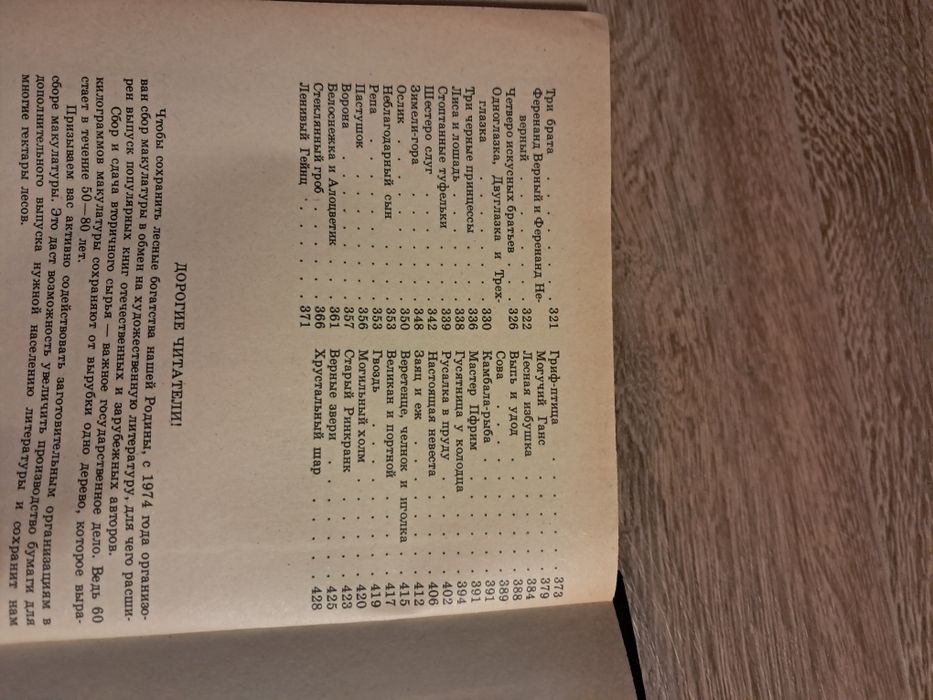 Три брата . . . . . . . 321
Ференанд Верный и Ференанд Не-
верный . . . . . . . 322
Четверо искусных братьев . . 326
Одноглазка, Двуглазка и Трех-
глазка . . . . . . . 330
Три черные принцессы . . . 336
Лиса и лошадь . . . . . 338
Стоптанные туфельки . . . 339
Шестеро слуг . . . . . 342
Зимели-гора . . . . . 348
Ослик . . . . . . . 350
Неблагодарный сын . . . 353
Репа . . . . . . . 353
Пастушок . . . . . . 356
Ворона . . . . . . . 357
Белоснежка и Алоцветик . . 361
Стеклянный гроб . . . . 366
Ленивый Гейнц . . . . . 371
Гриф-птица . . . . . . 373
Могучий Ганс . . . . . 379
Лесная избушка . . . . . 384
Выпь и удод . . . . . 388
Сова . . . . . . . 389
Камбала-рыба . . . . . 391
Мастер Пфрим . . . . . 391
Гусятница у колодца . . . 394
Русалка в пруду . . . . 402
Настоящая невеста . . . . 406
Заяц и еж . . . . . . 412
Веретенце, челнок и иголка . . 415
Великан и портной . . . . 417
Гвоздь . . . . . . . 419
Могильный холм . . . . . 420
Старый Ринкранк . . . . 423
Верные звери . . . . . 425
Хрустальный шар . . . . 428
ДОРОГИЕ ЧИТАТЕЛИ!
Чтобы сохранить лесные богатства нашей Родины, с 1974 года организо-
ван сбор макулатуры в обмен на художественную литературу, для чего расши-
рен выпуск популярных книг отечественных и зарубежных авторов.
Сбор и сдача вторичного сырья — важное государственное дело. Ведь 60
килограммов макулатуры сохраняют от вырубки одно дерево, которое выра-
стает в течение 50—80 лет.
Призываем вас активно содействовать заготовительным организациям в
сборе макулатуры. Это даст возможность увеличить производство бумаги для
дополнительного выпуска нужной населению литературы и сохранит нам
многие гектары лесов.